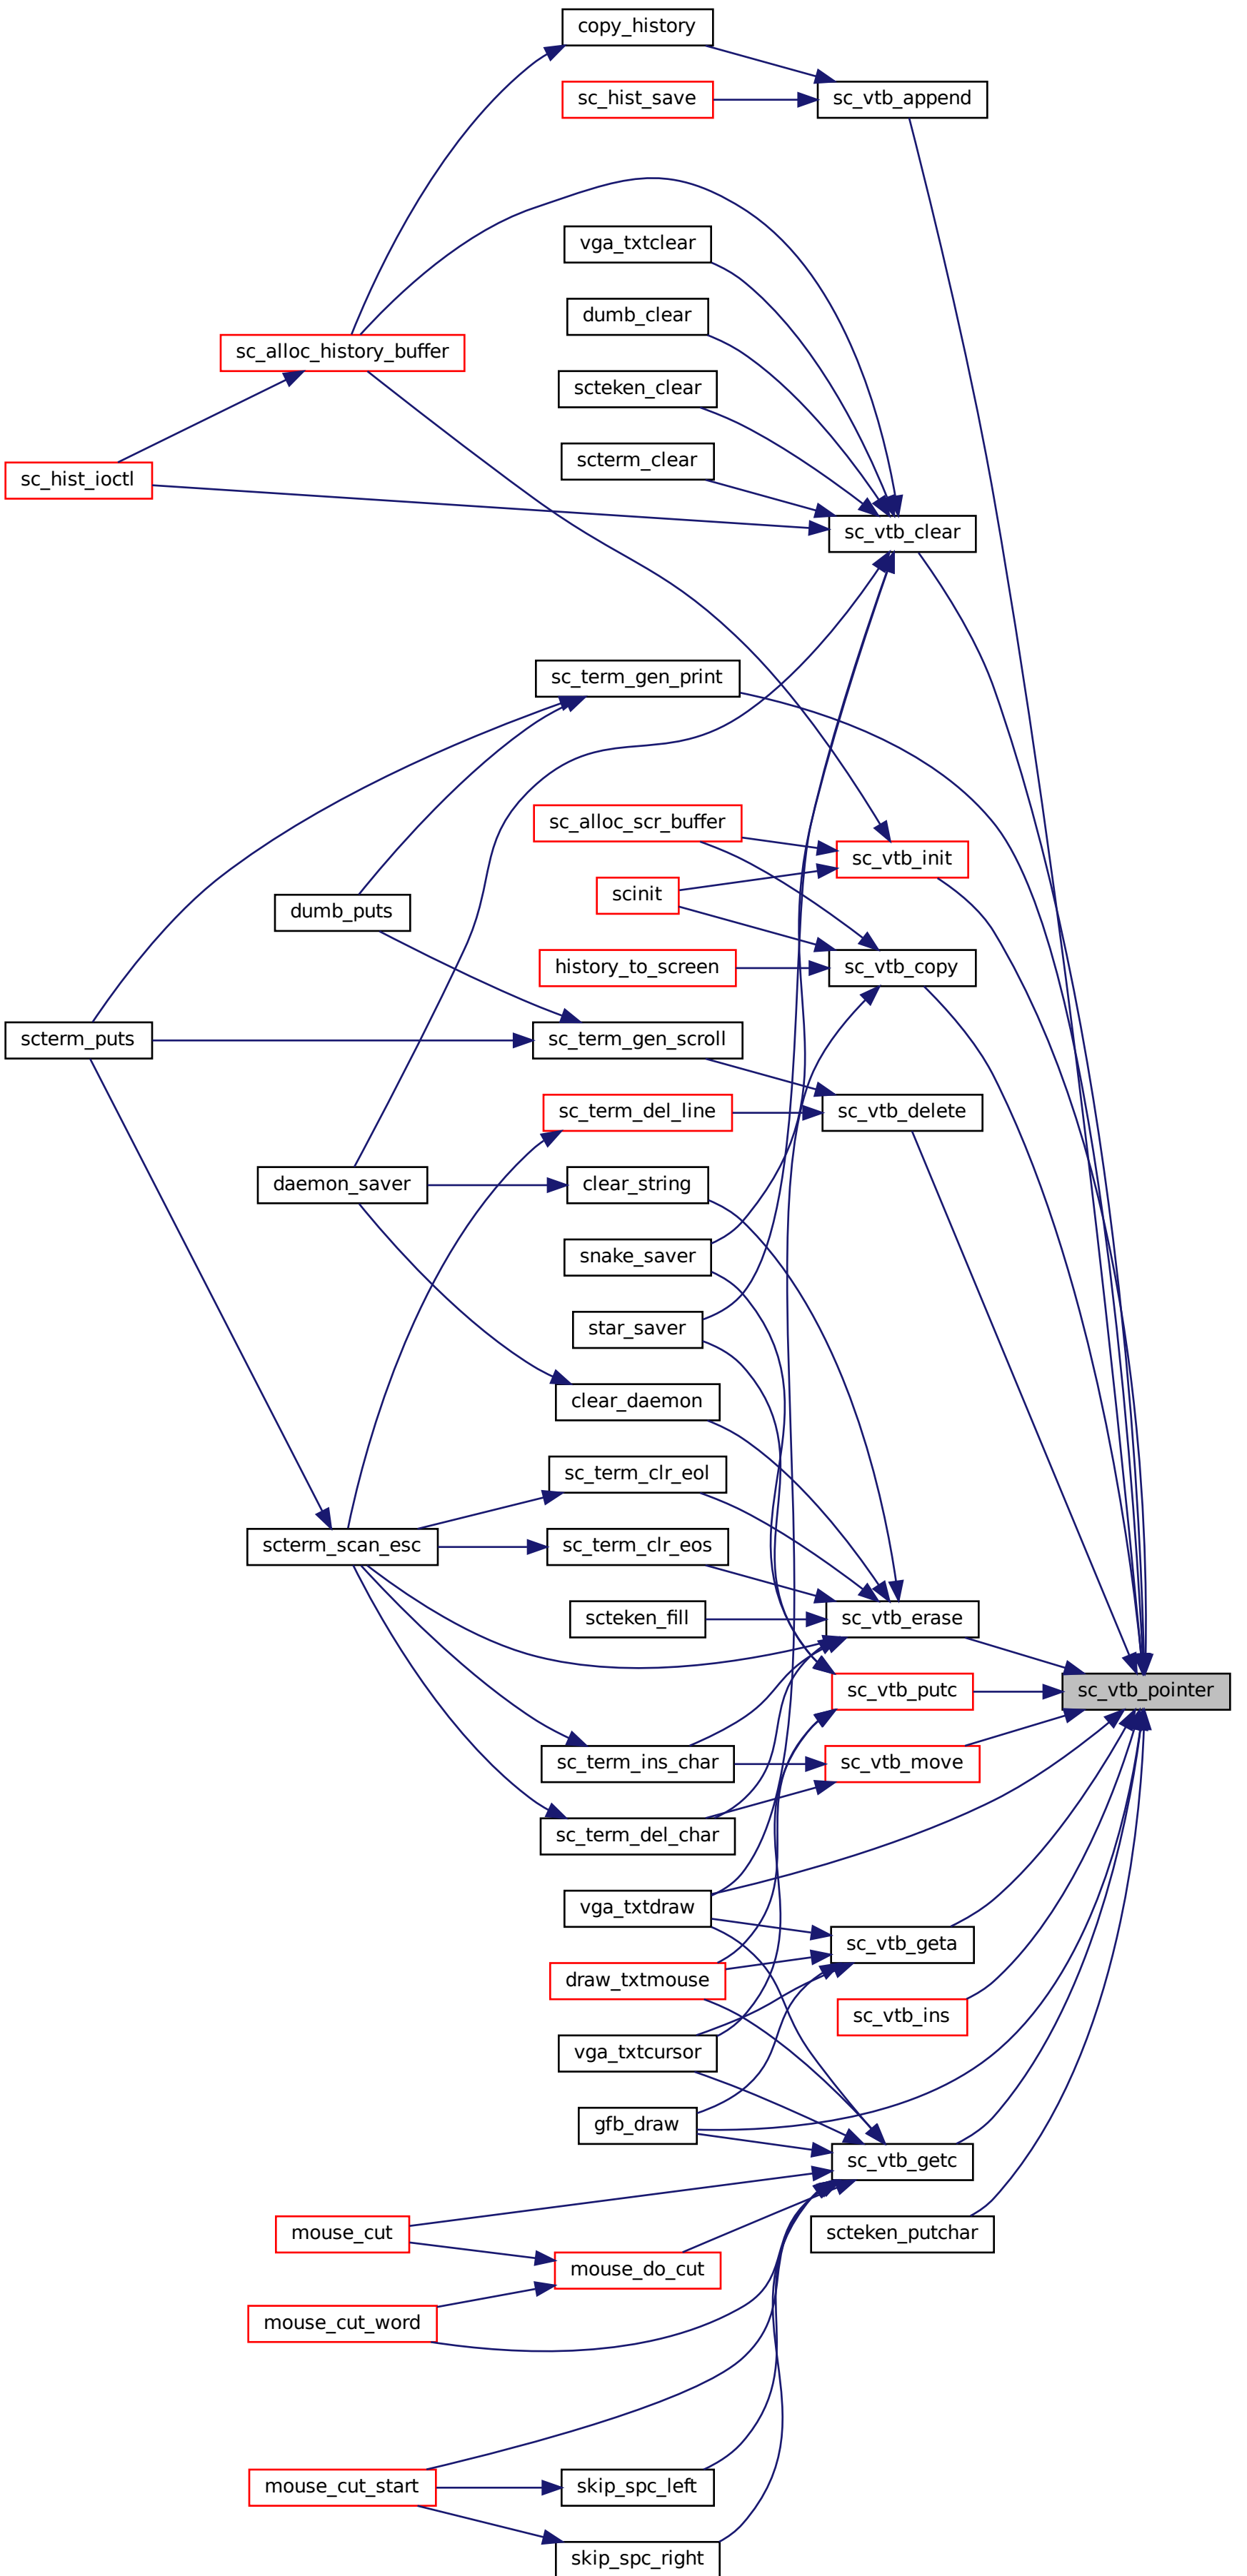 copy_history
sc_hist_save
sc_vtb_append
vga_txtclear
dumb_clear
sc_alloc_history_buffer
scteken_clear
scterm_clear
sc_hist_ioctl
sc_vtb_clear
sc_term_gen_print
sc_alloc_scr_buffer
sc_vtb_init
scinit
dumb_puts
history_to_screen
sc_vtb_copy
scterm_puts
sc_term_gen_scroll
sc_term_del_line
sc_vtb_delete
daemon_saver
clear_string
snake_saver
star_saver
clear_daemon
sc_term_clr_eol
scterm_scan_esc
sc_term_clr_eos
scteken_fill
sc_vtb_erase
sc_vtb_putc
sc_vtb_pointer
sc_term_ins_char
sc_vtb_move
sc_term_del_char
vga_txtdraw
sc_vtb_geta
draw_txtmouse
sc_vtb_ins
vga_txtcursor
gfb_draw
sc_vtb_getc
mouse_cut
scteken_putchar
mouse_do_cut
mouse_cut_word
mouse_cut_start
skip_spc_left
skip_spc_right